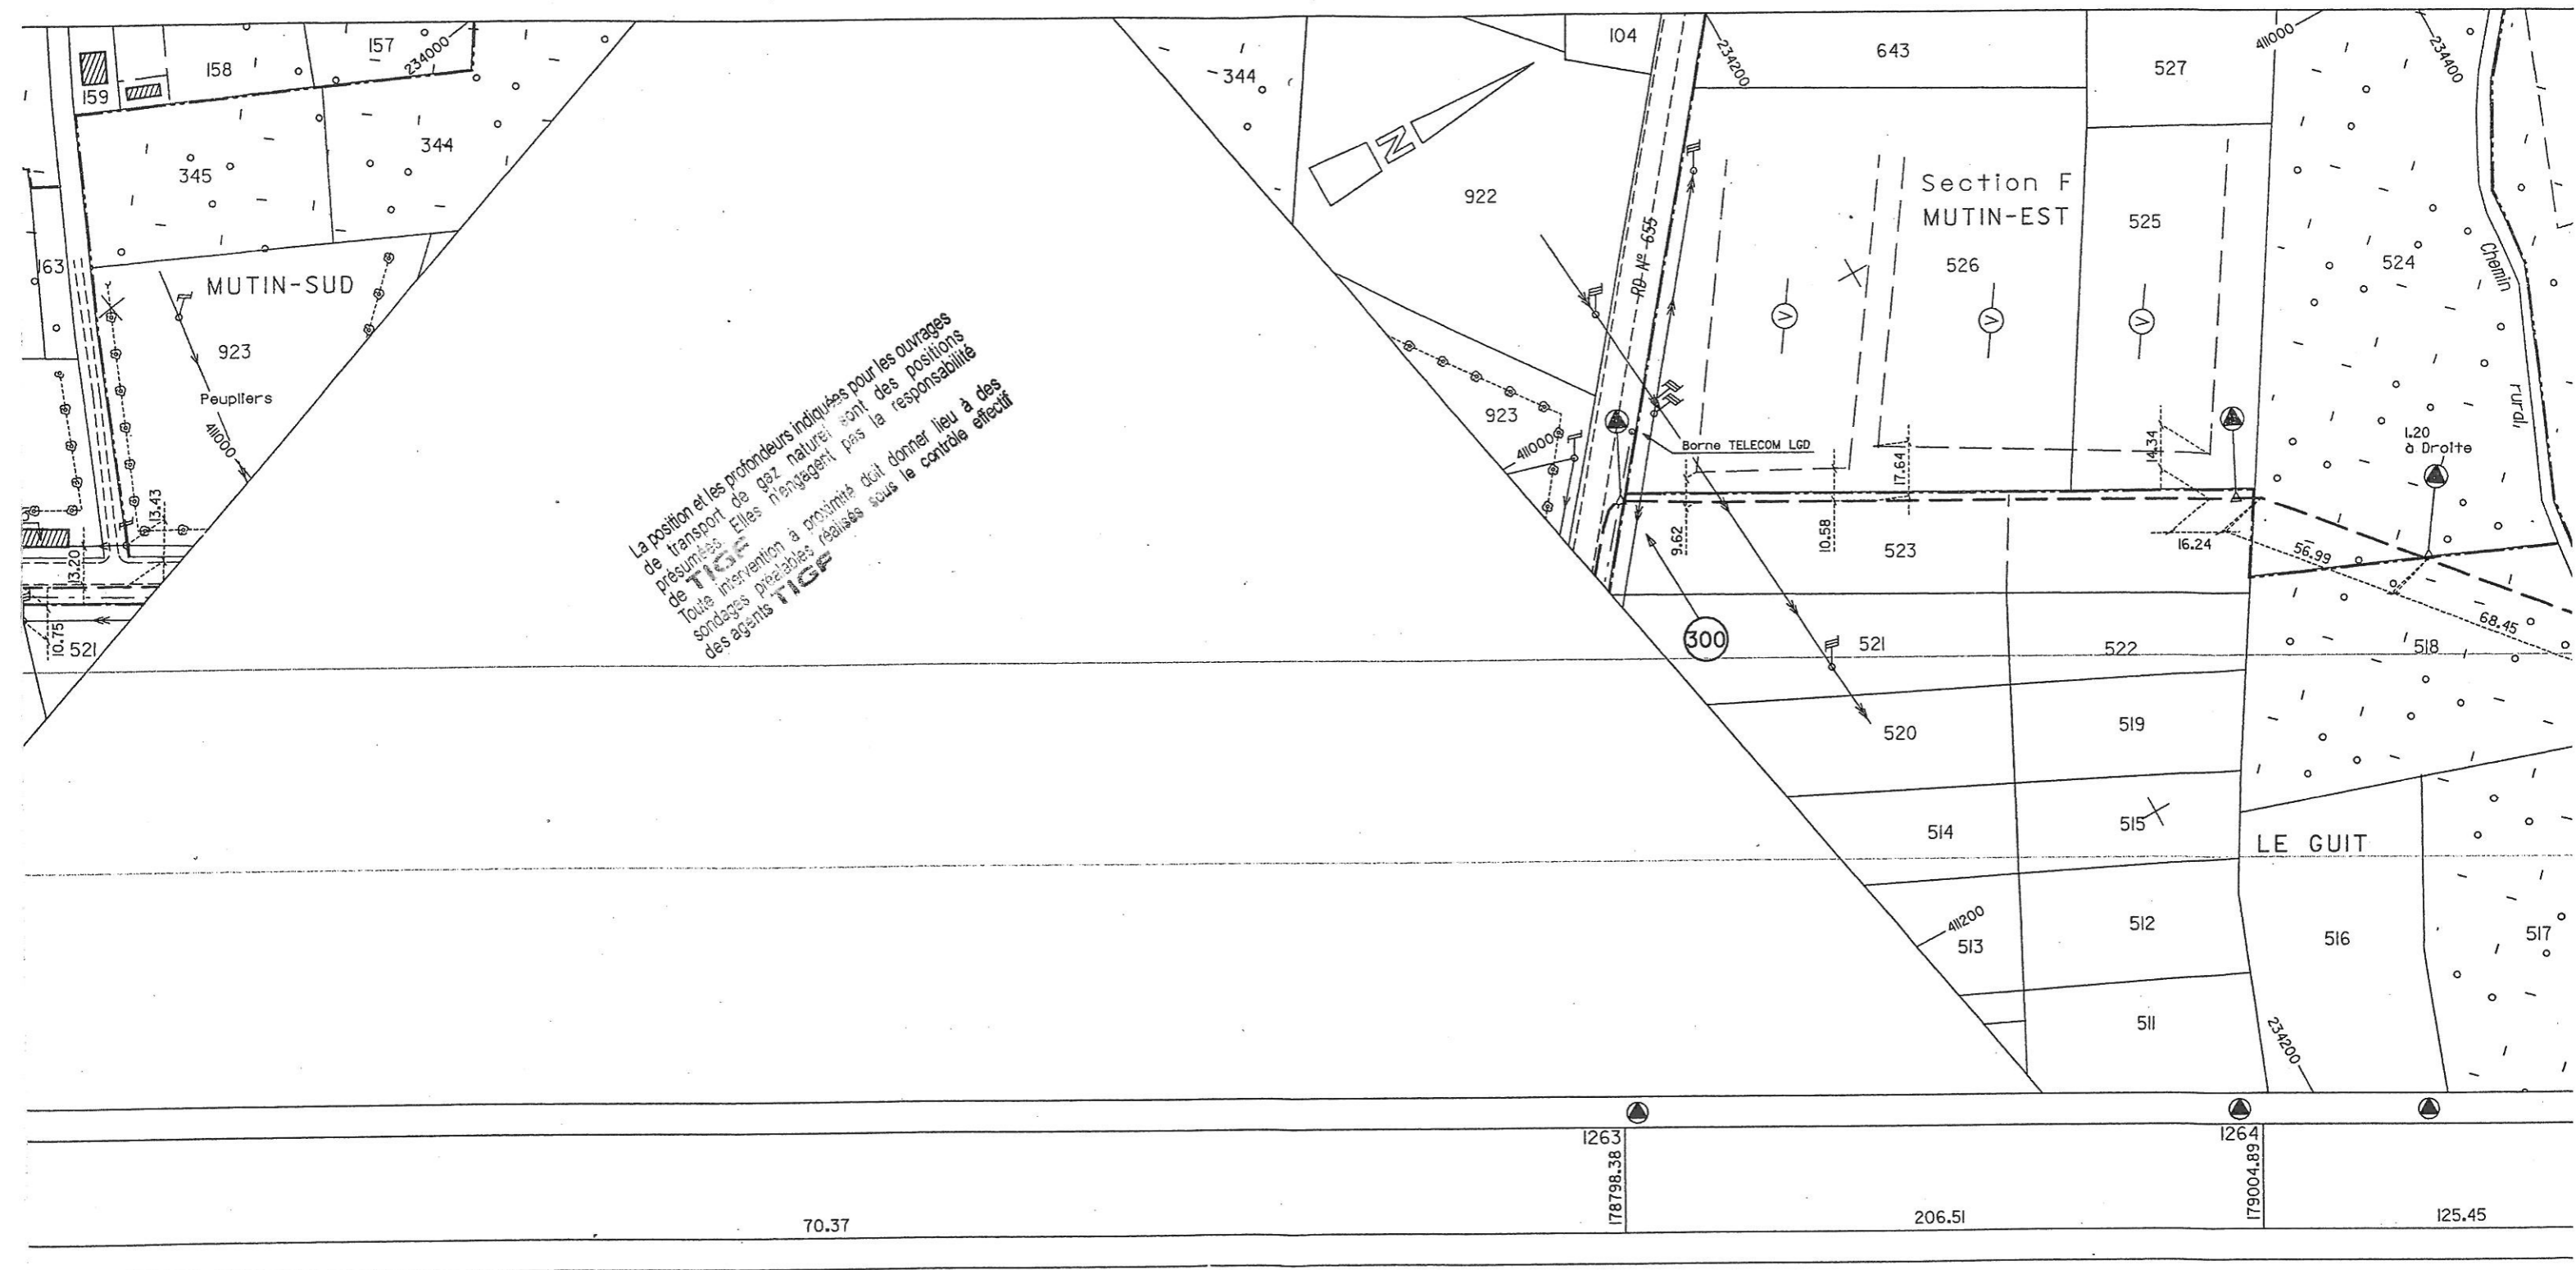 159
158
157
234000
345
344
163
MUTIN-SUD
923
Peupliers
411000
13.43
13.20
10.75
521
La position et les profondeurs indiquées pour les ouvrages
de transport de gaz naturel sont des positions
présumées. Elles n'engagent pas la responsabilité
de TIGF
Toute intervention à proximité doit donner lieu à des
sondages préalables réalisés sous le contrôle effectif
des agents TIGF
344
N
104
922
923
411000
RD N° 655
234200
643
527
Section F
MUTIN-EST
526
525
V
V
V
Borne TELECOM LGD
9.62
10.58
17.64
14.34
16.24
411000
234400
524
Chemin
rural
1.20
à Droite
56.99
68.45
523
300
521
522
518
520
519
514
515
LE GUIT
411200
513
512
516
517
511
234200
1263
178798.38
1264
179004.89
70.37
206.51
125.45